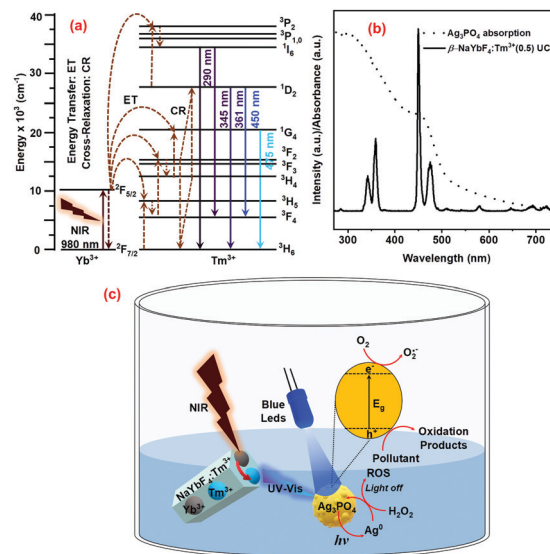 (a)
Energy x 10³ (cm⁻¹)
40
30
20
10
0
Energy Transfer: ET
Cross-Relaxation: CR
ET
CR
290 nm
345 nm
361 nm
450 nm
475 nm
³P₂
³P₁,₀
¹I₆
¹D₂
¹G₄
³F₂
³F₃
³H₄
³H₅
³F₄
³H₆
²F₅/₂
²F₇/₂
NIR
980 nm
Yb³⁺
Tm³⁺
(b)
Ag₃PO₄ absorption
β-NaYbF₄:Tm³⁺(0.5) UC
Intensity (a.u.)/Absorbance (a.u.)
300
400
500
600
700
Wavelength (nm)
(c)
NIR
Blue
Leds
O₂
O₂•⁻
e⁻
Eg
h⁺
Oxidation
Products
Pollutant
ROS
Light off
NaYbF₄:Tm³⁺
Tm³⁺
Yb³⁺
UV-Vis
Ag₃PO₄
H₂O₂
Ag⁰
hν